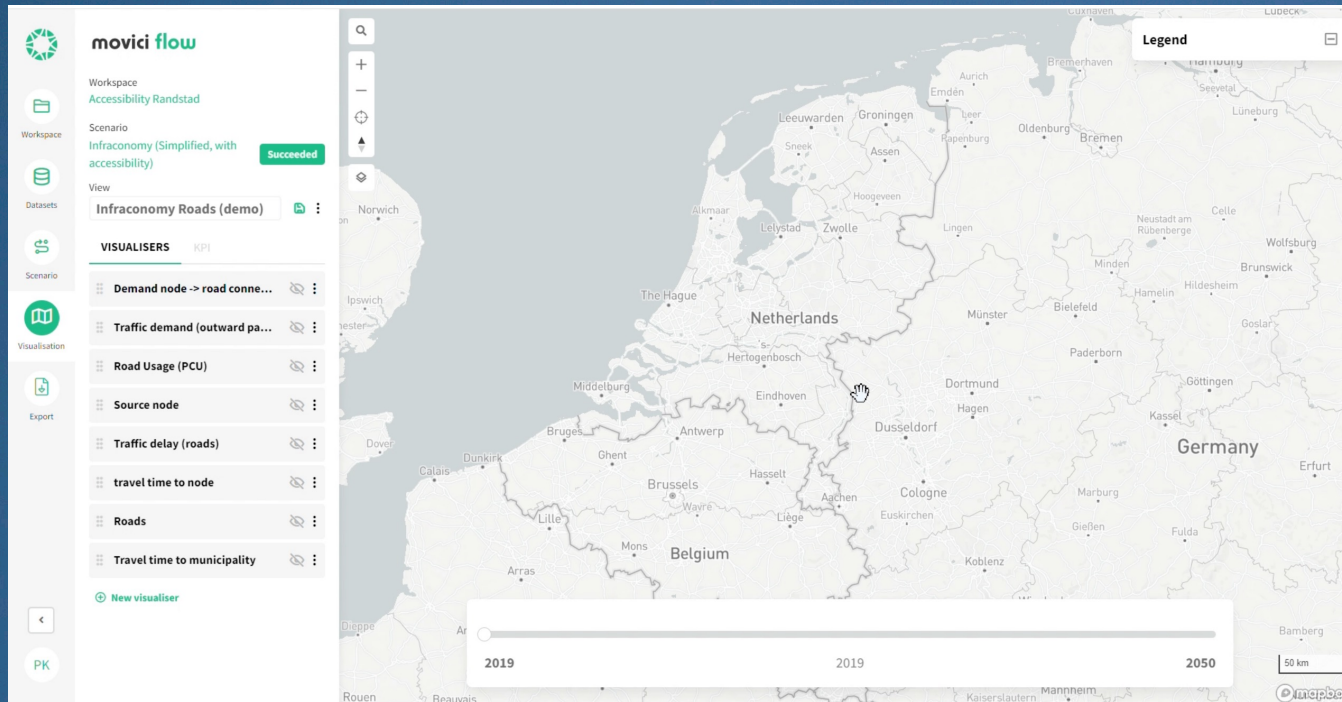 movici flow
Workspace
Accessibility Randstad
Scenario
Infraconomy (Simplified, with
accessibility)
Succeeded
View
Infraconomy Roads (demo)
VISUALISERS
KPI
Demand node -> road conne...
Traffic demand (outward pa...
Road Usage (PCU)
Source node
Traffic delay (roads)
travel time to node
Roads
Travel time to municipality
New visualiser
Workspace
Datasets
Scenario
Visualisation
Export
PK
Legend
Cuxhaven
Lübeck
Bremerhaven
Hamburg
Aurich
Seevetal
Emden
Leeuwarden
Groningen
Leer
Lüneburg
Papenburg
Oldenburg
Bremen
Sneek
Assen
Hoogeveen
Norwich
Alkmaar
Celle
Neustadt am
Rübenberge
Lelystad
Zwolle
Lingen
Wolfsburg
Minden
Brunswick
Hildesheim
Hamelin
Ipswich
The Hague
Bielefeld
Netherlands
Münster
Goslar
's-
Hertogenbosch
Paderborn
Middelburg
Eindhoven
Dortmund
Göttingen
Hagen
Kassel
Bruges
Antwerp
Dusseldorf
Dover
Ghent
Germany
Dunkirk
Calais
Hasselt
Erfurt
Brussels
Aachen
Cologne
Marburg
Wavre
Lille
Liège
Euskirchen
Gießen
Fulda
Mons
Belgium
Koblenz
Arras
Dieppe
Bamberg
2019
2019
2050
50 km
Rouen
Beauvais
Kaiserslautern
Mannheim
mapbo